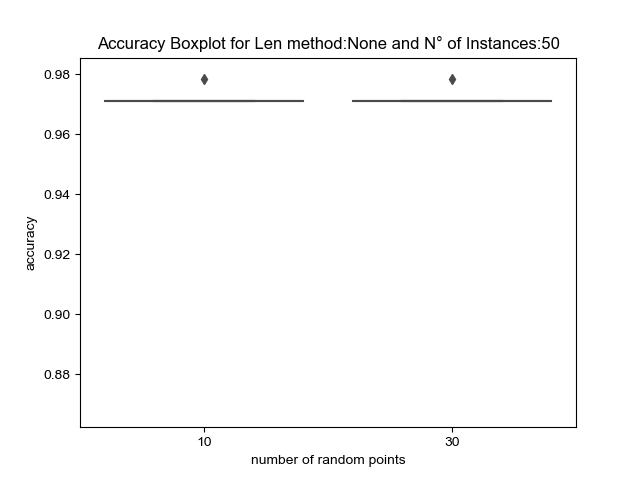 Accuracy Boxplot for Len method:None and N° of Instances:50
0.98
0.96
0.94
0.92
0.90
0.88
accuracy
10 30
number of random points